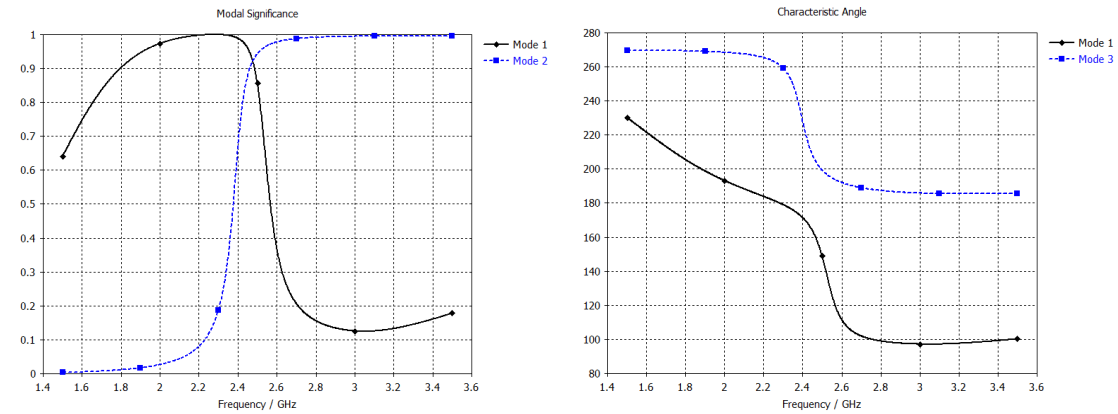 Modal Significance
1
0.9
0.8
0.7
0.6
0.5
0.4
0.3
0.2
0.1
0
1.4 1.6 1.8 2 2.2 2.4 2.6 2.8 3 3.2 3.4 3.6
Frequency / GHz
Mode 1
Mode 2
Characteristic Angle
280
260
240
220
200
180
160
140
120
100
80
1.4 1.6 1.8 2 2.2 2.4 2.6 2.8 3 3.2 3.4 3.6
Frequency / GHz
Mode 1
Mode 3